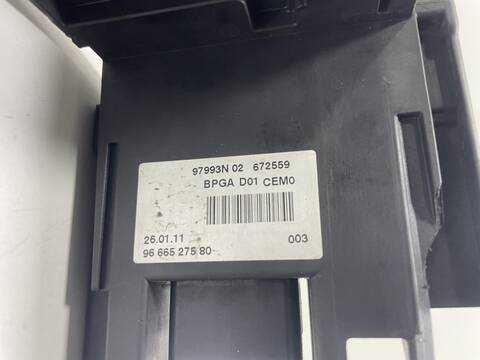 97993N 02 672559
BPGA D01 CEM0
26.01.11 003
96 665 275 80